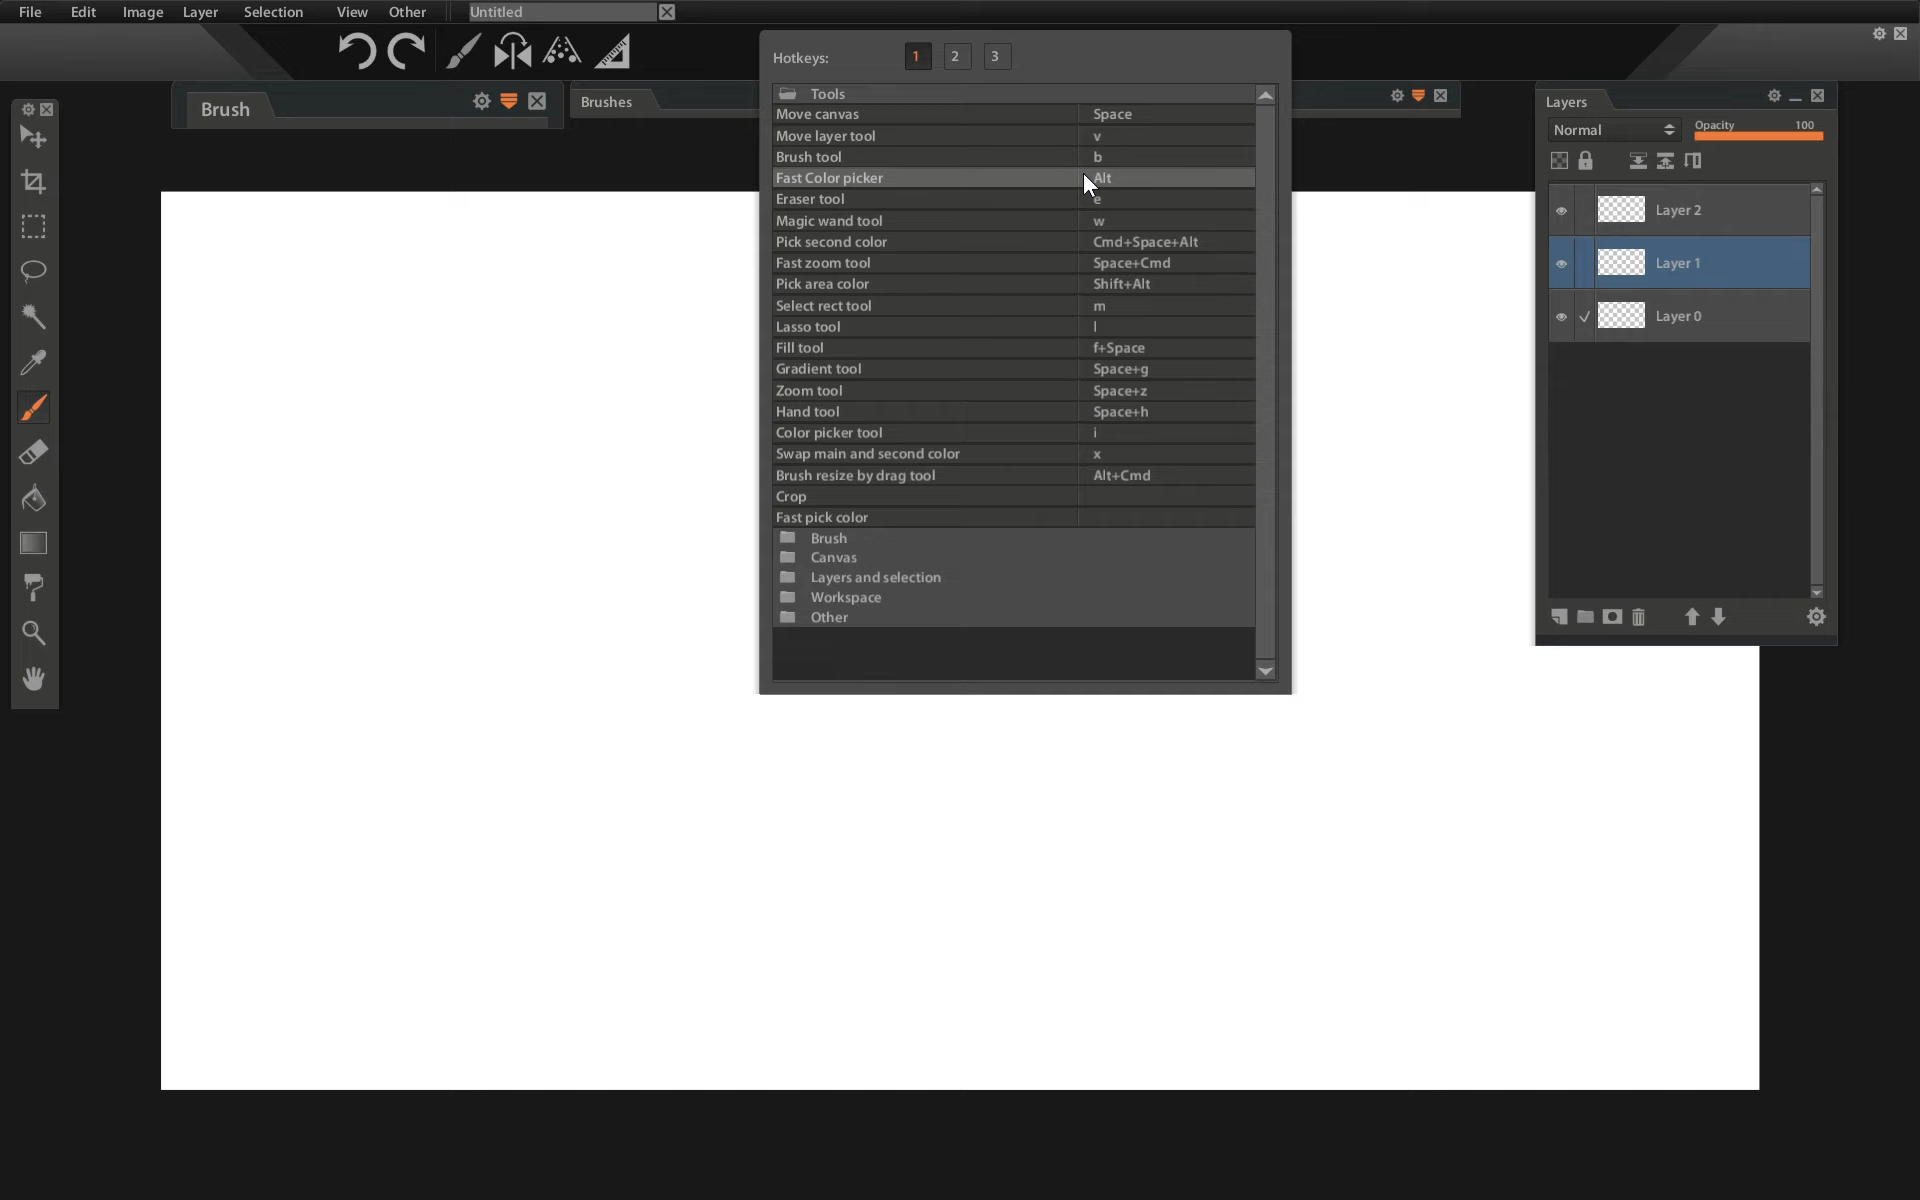 File Edit Image Layer Selection View Other Untitled
Hotkeys: 1 2 3
Brush
Brushes
Tools
Move canvas Space
Move layer tool v
Brush tool b
Fast Color picker Alt
Eraser tool e
Magic wand tool w
Pick second color Cmd+Space+Alt
Fast zoom tool Space+Cmd
Pick area color Shift+Alt
Select rect tool m
Lasso tool l
Fill tool f+Space
Gradient tool Space+g
Zoom tool Space+z
Hand tool Space+h
Color picker tool i
Swap main and second color x
Brush resize by drag tool Alt+Cmd
Crop
Fast pick color
Brush
Canvas
Layers and selection
Workspace
Other
Layers
Normal Opacity 100
Layer 2
Layer 1
Layer 0